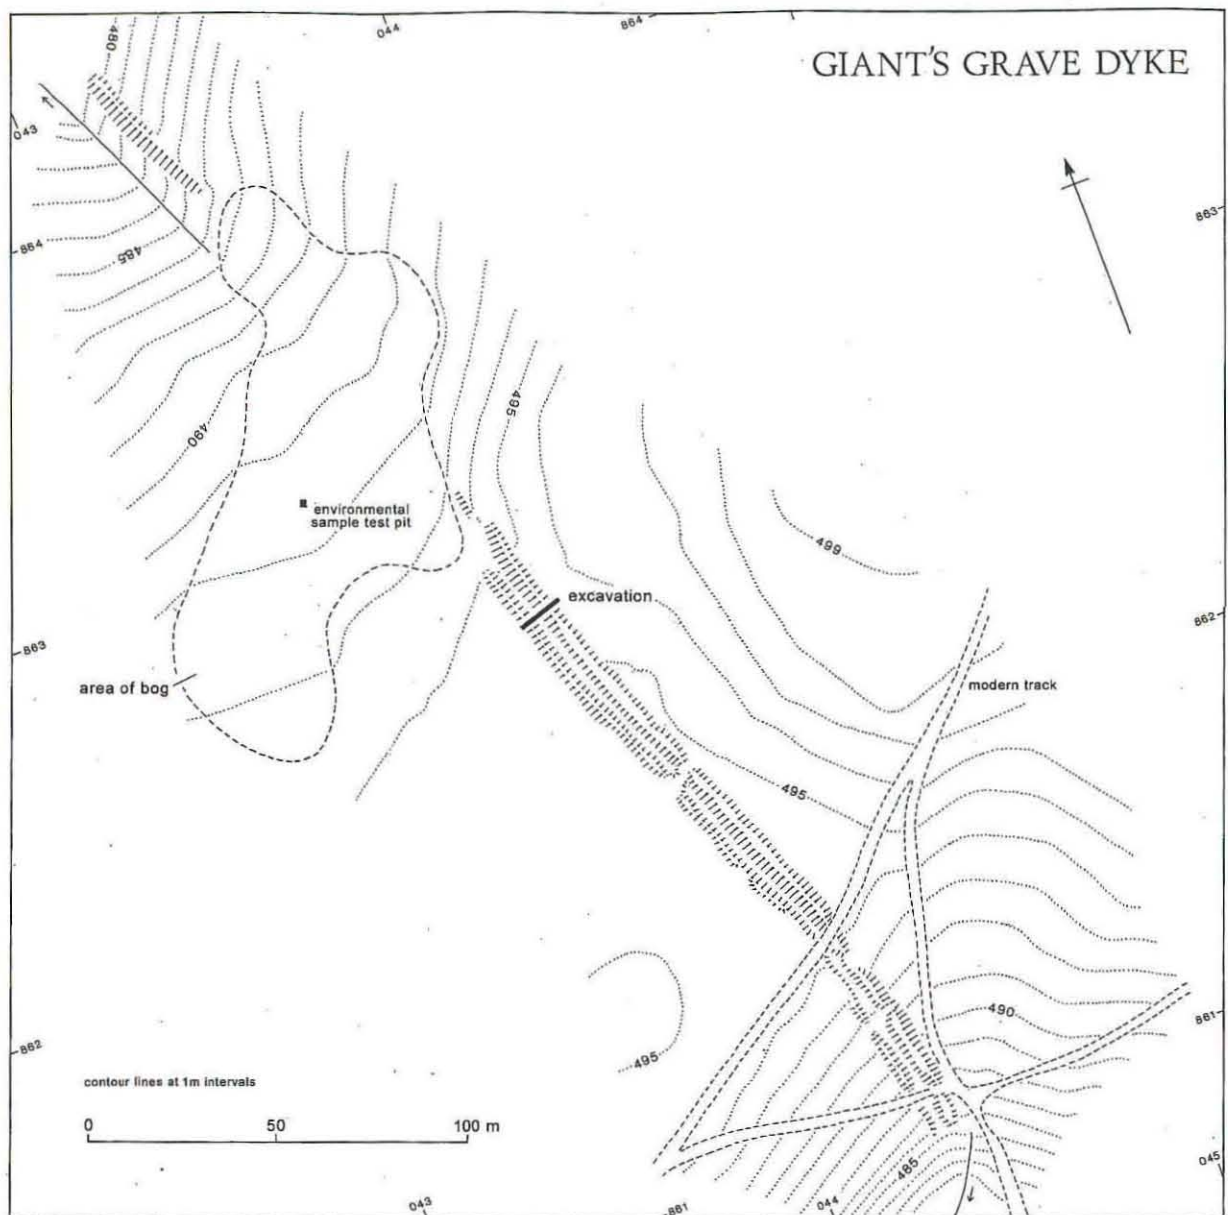 480
044
864
GIANT'S GRAVE DYKE
043
863
864
485
495
490
environmental
sample test pit
499
excavation
862
863
area of bog
modern track
495
490
861
862
495
contour lines at 1m intervals
0 50 100 m
485
045
043
861
044